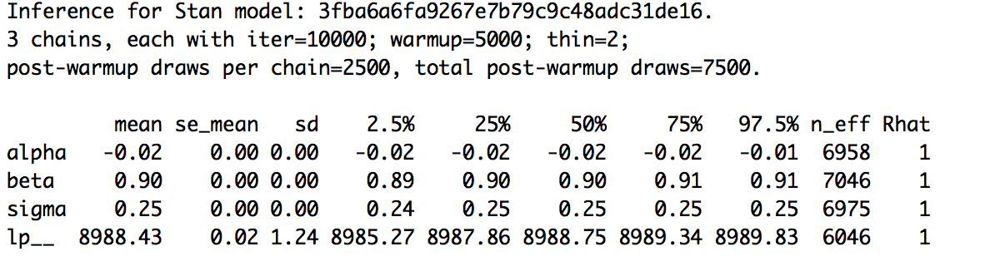 Inference for Stan model: 3fba6a6fa9267e7b79c9c48adc31de16.
3 chains, each with iter=10000; warmup=5000; thin=2;
post-warmup draws per chain=2500, total post-warmup draws=7500.

         mean se_mean   sd    2.5%     25%     50%     75%   97.5% n_eff Rhat
alpha   -0.02    0.00 0.00   -0.02   -0.02   -0.02   -0.02   -0.01  6958    1
beta     0.90    0.00 0.00    0.89    0.90    0.90    0.91    0.91  7046    1
sigma    0.25    0.00 0.00    0.24    0.25    0.25    0.25    0.25  6975    1
lp__  8988.43    0.02 1.24 8985.27 8987.86 8988.75 8989.34 8989.83  6046    1